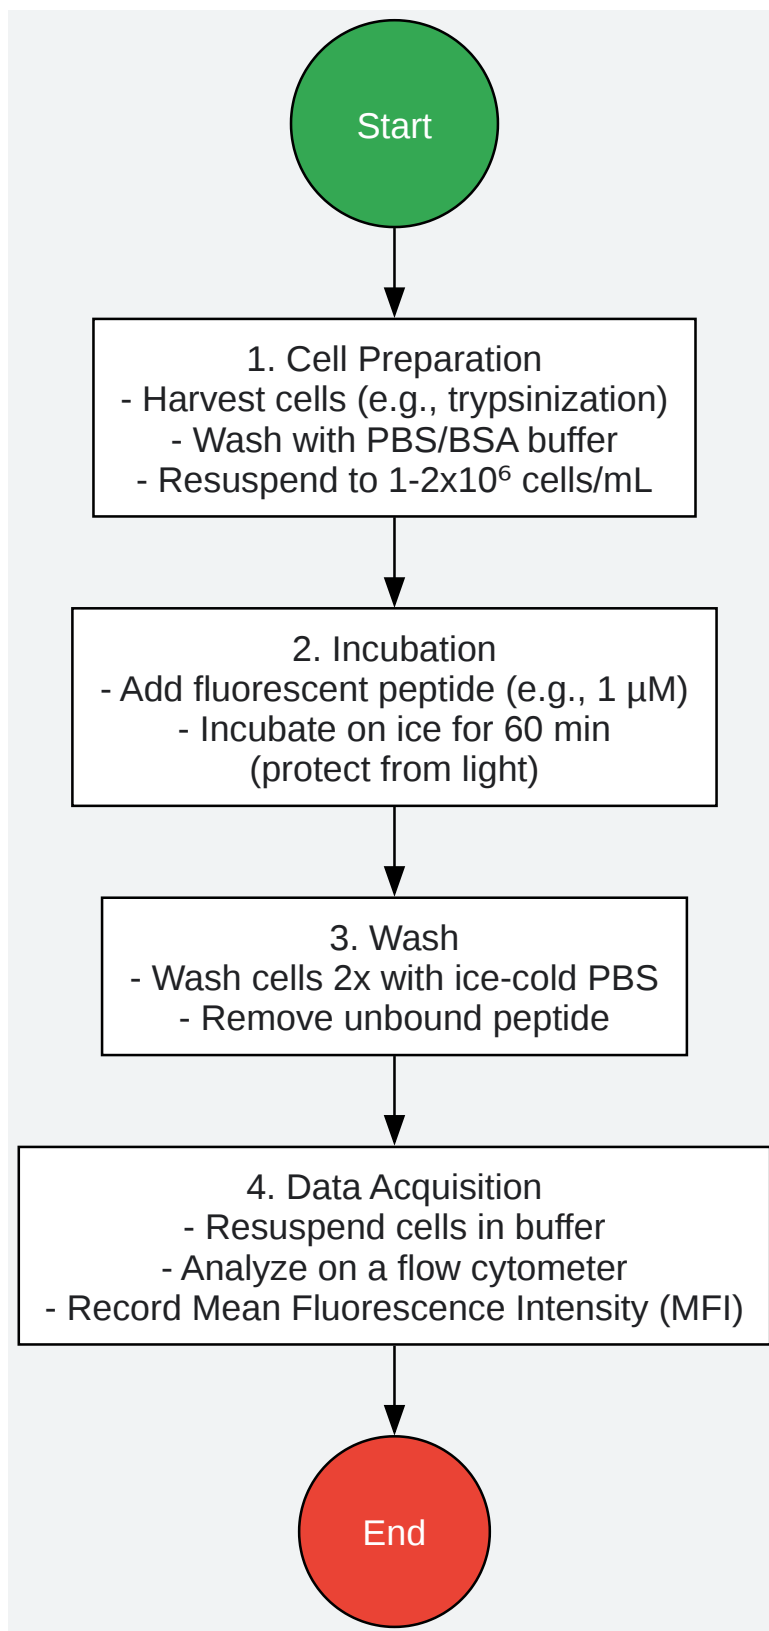 Start
1. Cell Preparation
- Harvest cells (e.g., trypsinization)
- Wash with PBS/BSA buffer
- Resuspend to 1-2x10⁶ cells/mL
2. Incubation
- Add fluorescent peptide (e.g., 1 µM)
- Incubate on ice for 60 min
(protect from light)
3. Wash
- Wash cells 2x with ice-cold PBS
- Remove unbound peptide
4. Data Acquisition
- Resuspend cells in buffer
- Analyze on a flow cytometer
- Record Mean Fluorescence Intensity (MFI)
End